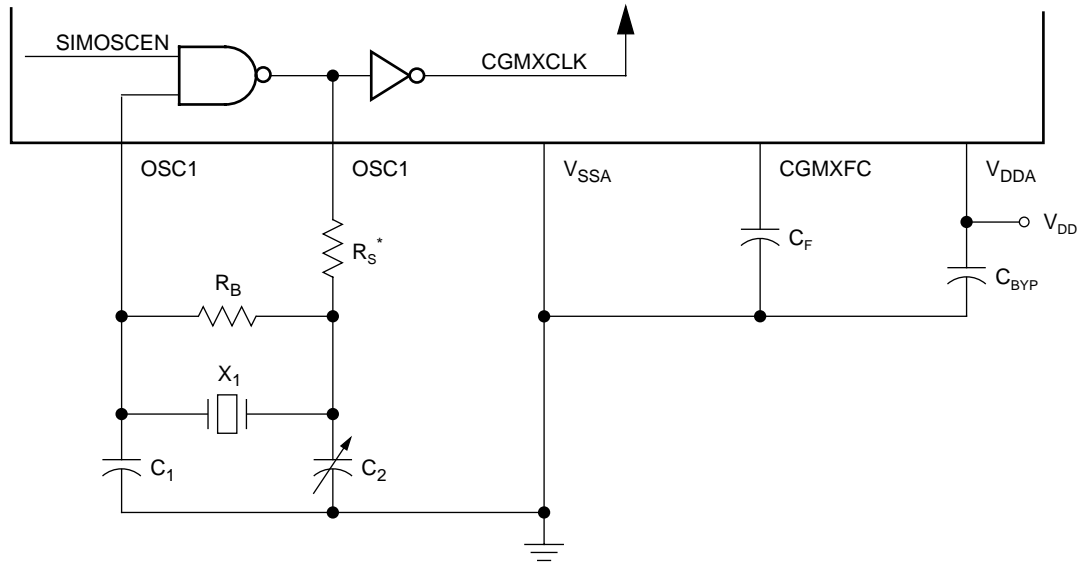 SIMOSCEN
CGMXCLK
OSC1
OSC1
VSSA
CGMXFC
VDDA
VDD
RS*
CF
CBYP
RB
X1
C1
C2